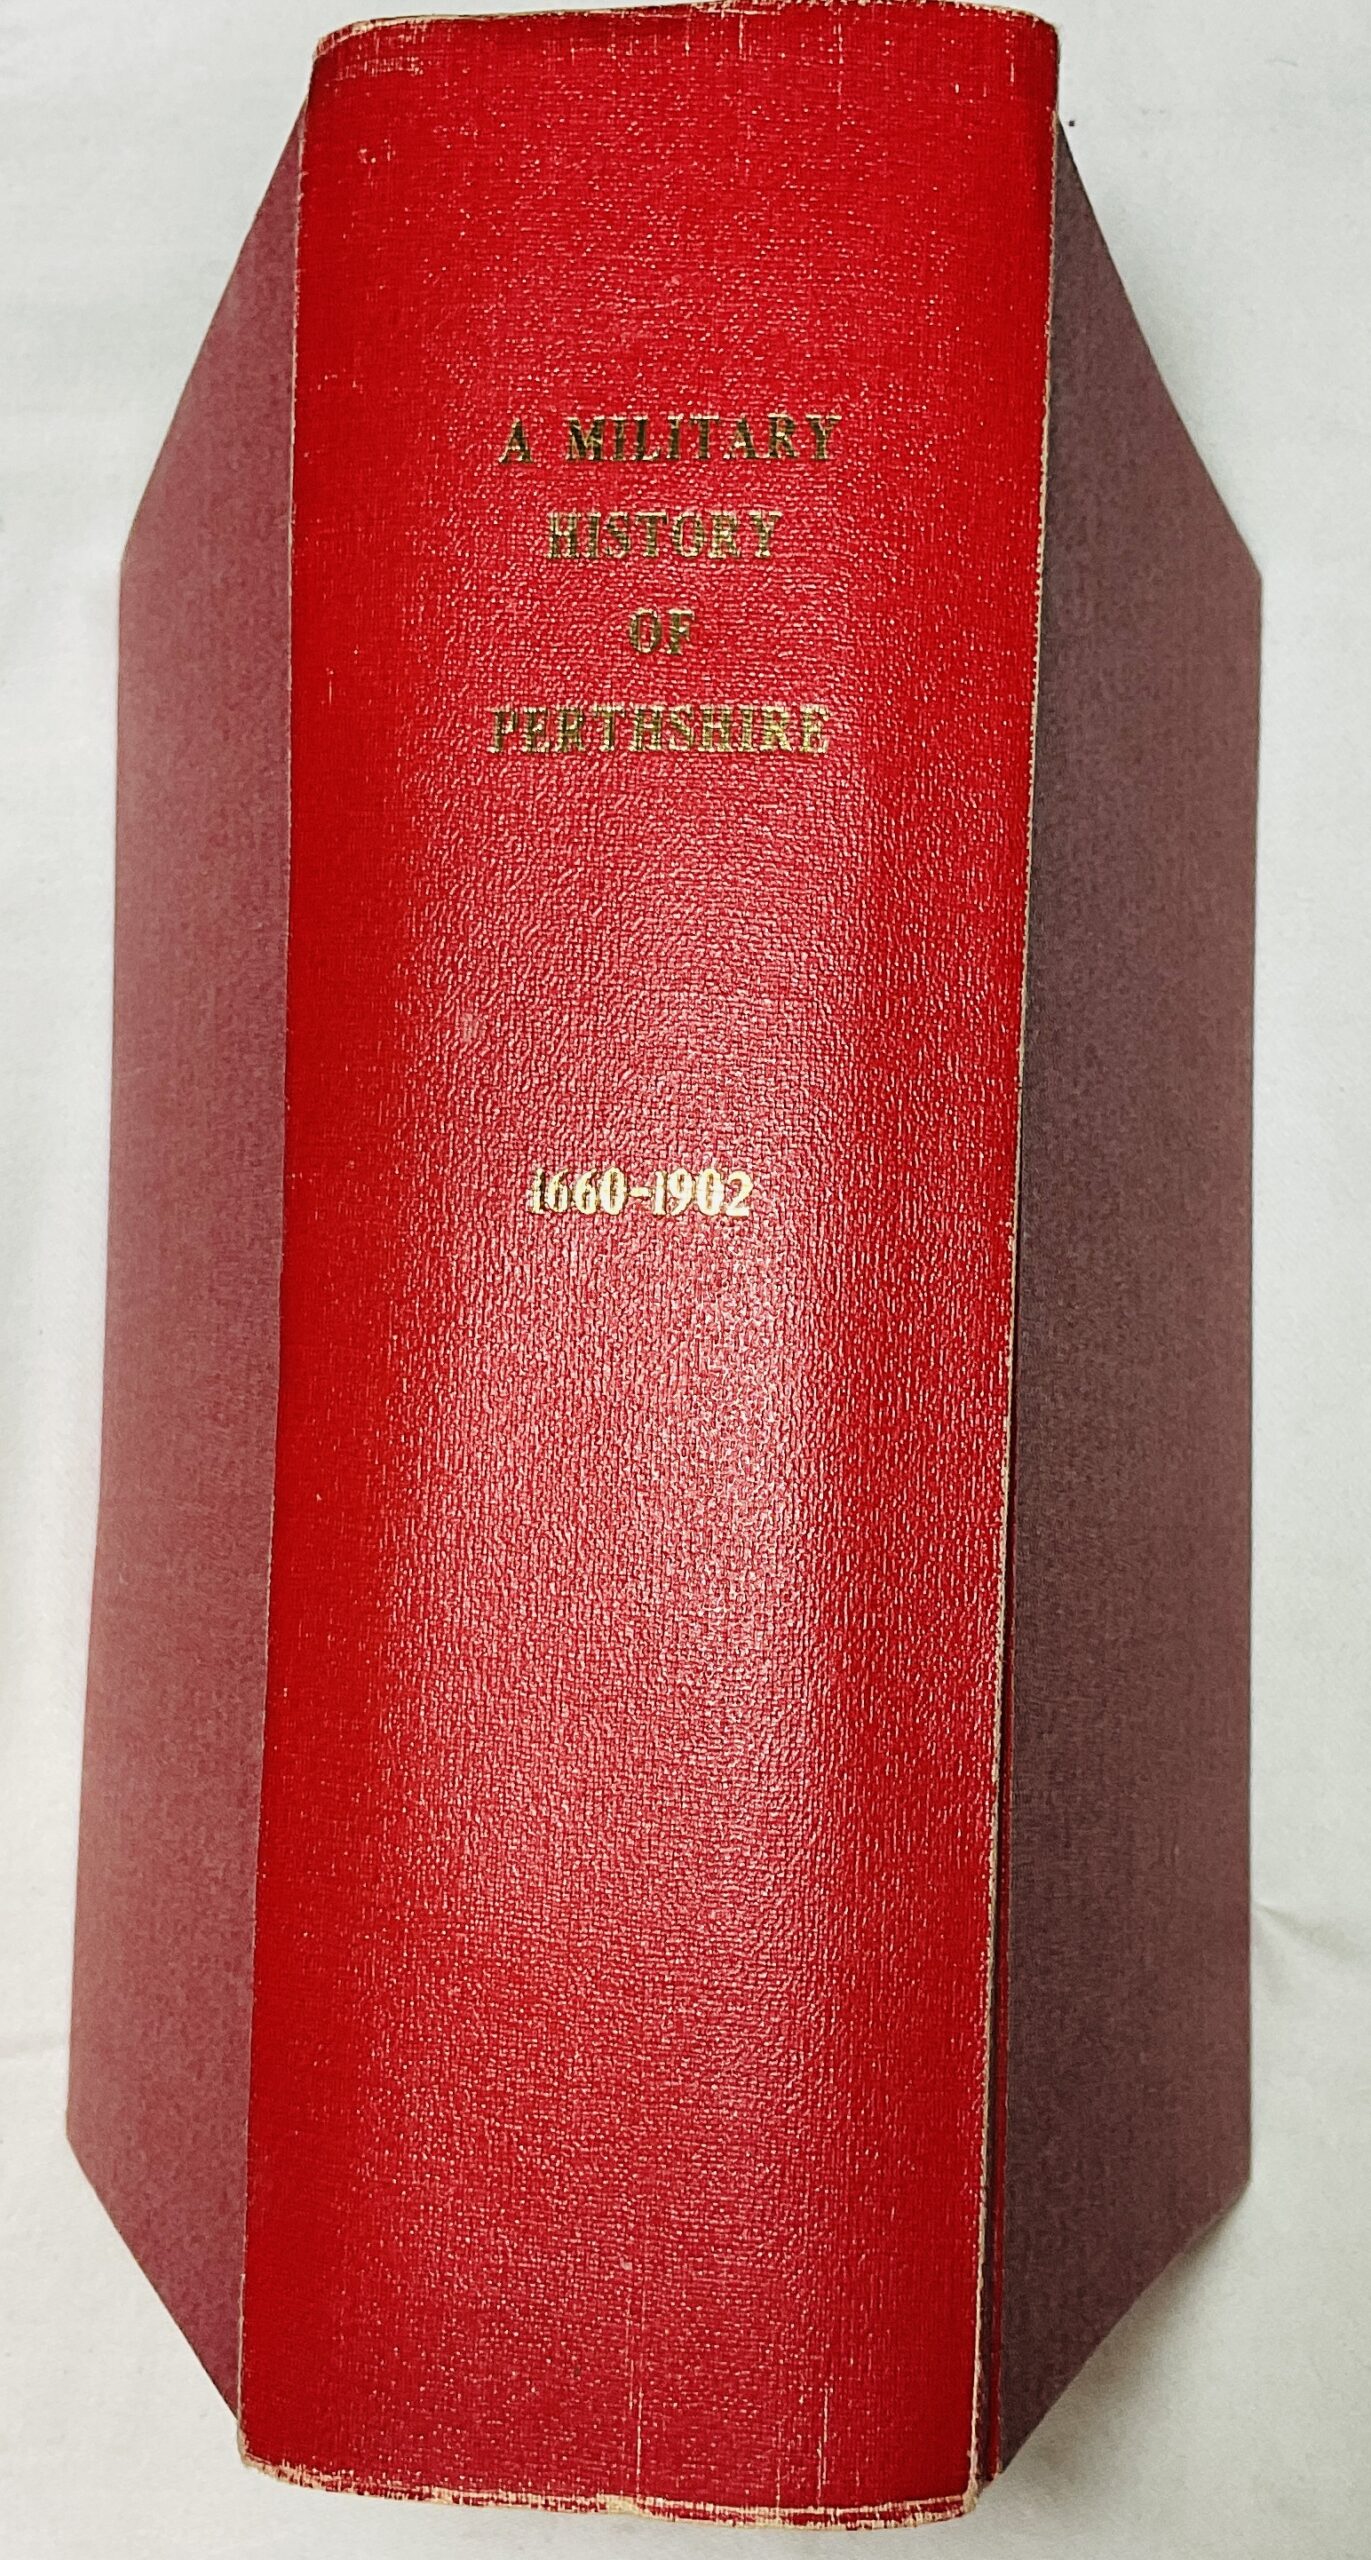 A MILITARY
HISTORY
OF
PERTHSHIRE
1660-1902